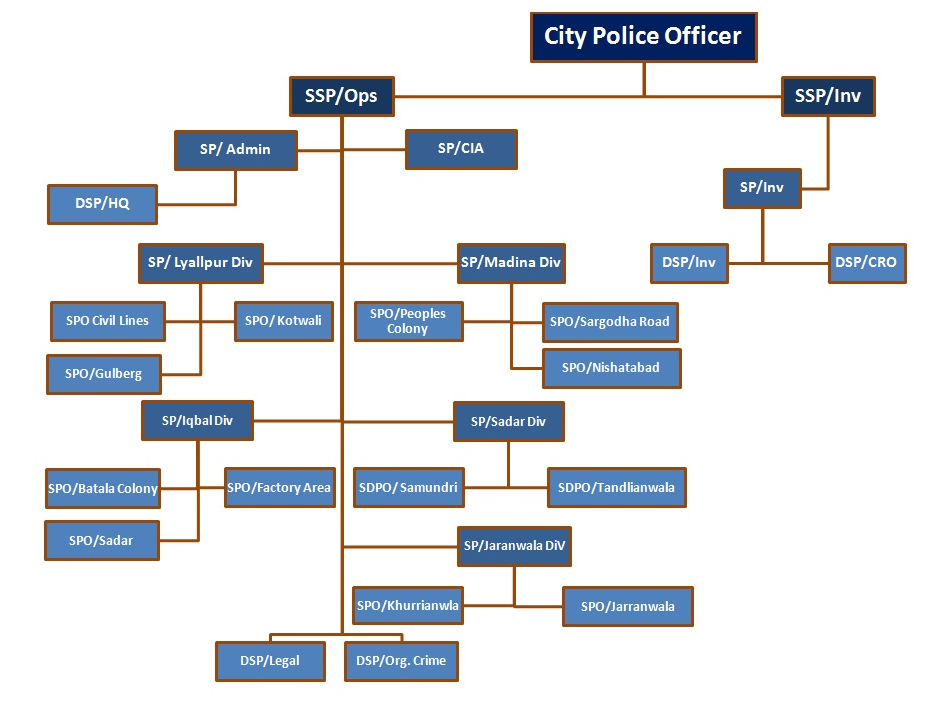 City Police Officer
SSP/Ops
SSP/Inv
SP/ Admin
SP/CIA
SP/Inv
DSP/HQ
SP/ Lyallpur Div
SP/Madina Div
DSP/Inv
DSP/CRO
SPO Civil Lines
SPO/ Kotwali
SPO/Peoples
Colony
SPO/Sargodha Road
SPO/Gulberg
SPO/Nishatabad
SP/Iqbal Div
SP/Sadar Div
SPO/Batala Colony
SPO/Factory Area
SDPO/ Samundri
SDPO/Tandlianwala
SPO/Sadar
SP/Jaranwala DiV
SPO/Khurrianwla
SPO/Jarranwala
DSP/Legal
DSP/Org. Crime